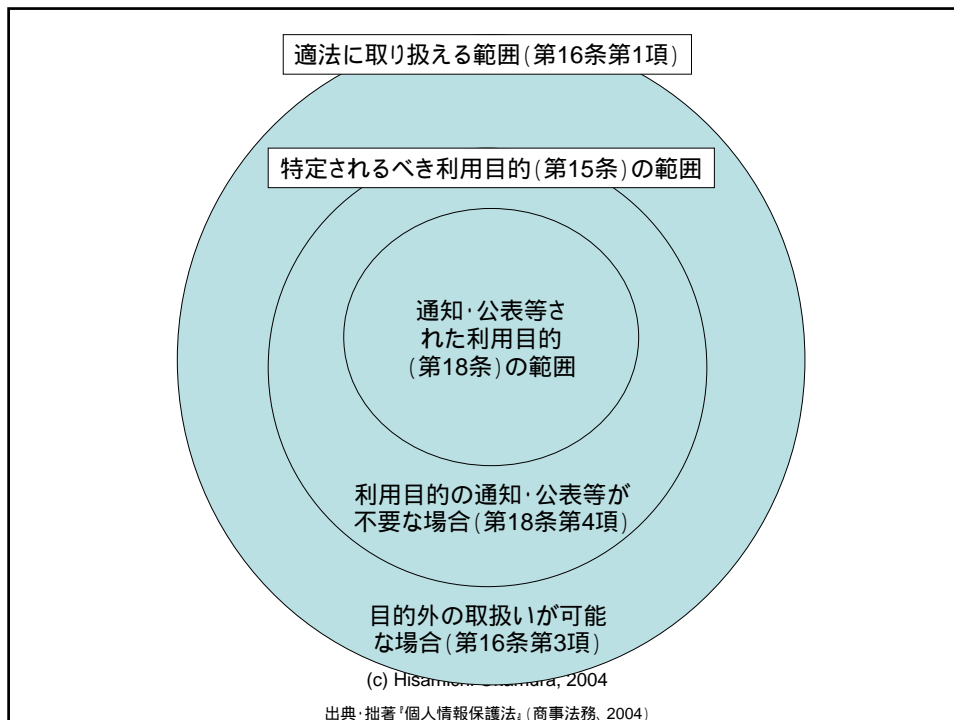 適法に取り扱える範囲(第16条第1項)
特定されるべき利用目的(第15条)の範囲
通知･公表等さ
れた利用目的
(第18条)の範囲
利用目的の通知･公表等が
不要な場合(第18条第4項)
目的外の取扱いが可能
な場合(第16条第3項)
(c) 2004
出典･拙著『個人情報保護法』(商事法務、2004)